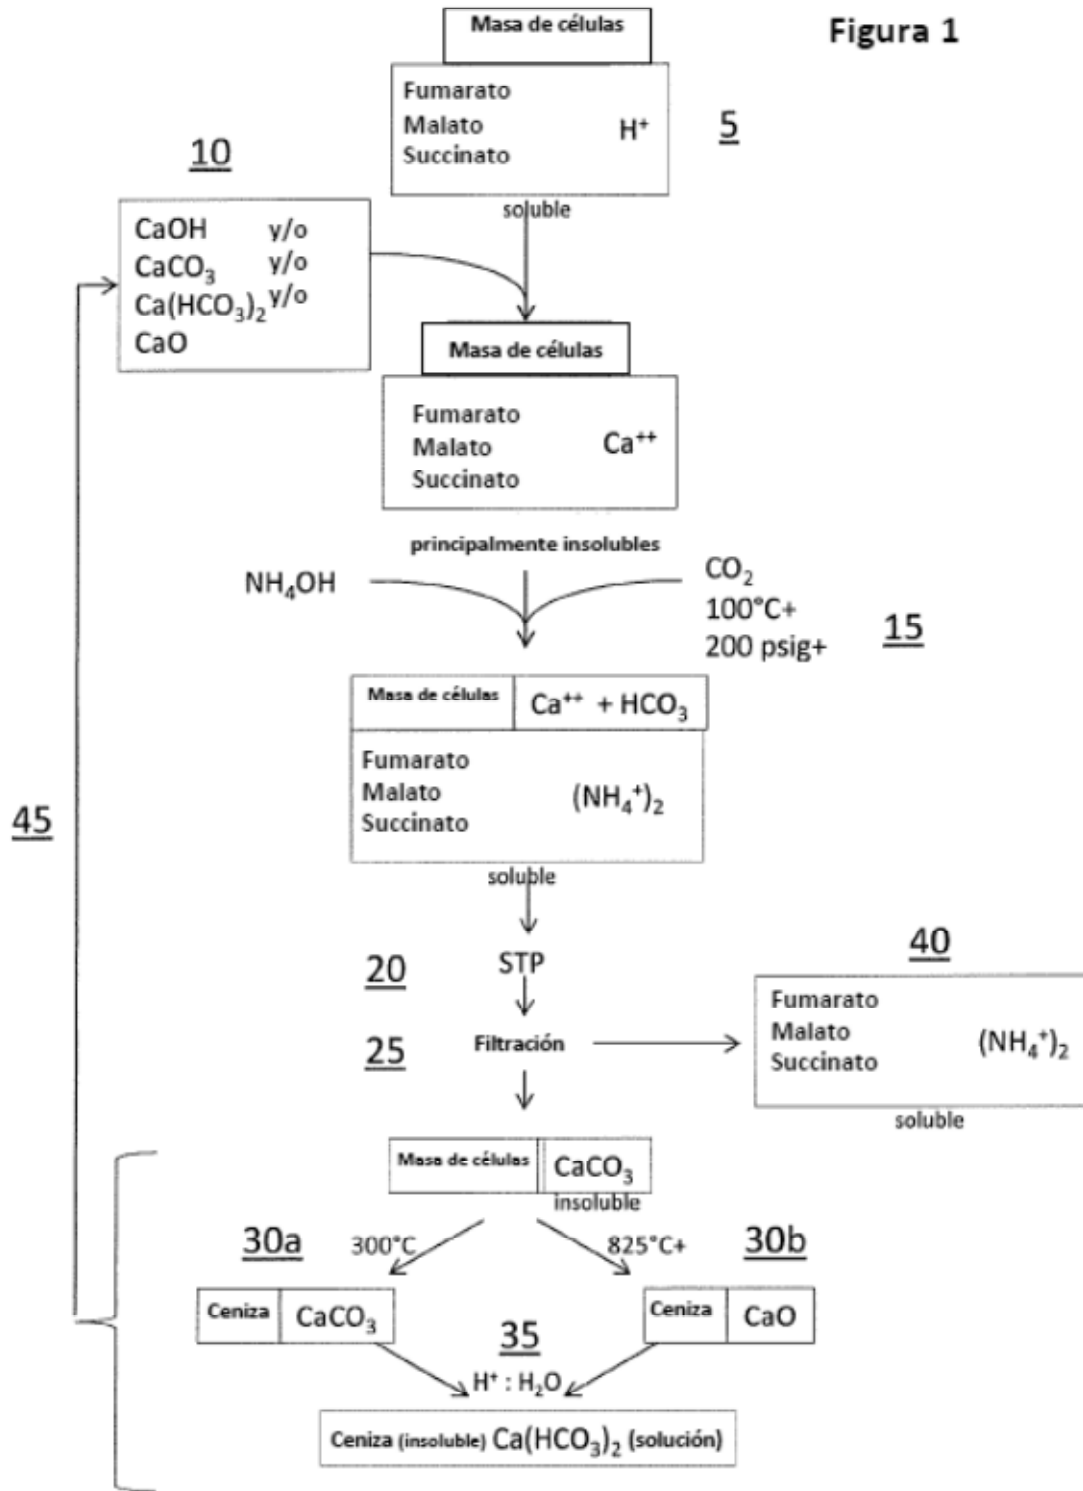 Figura 1
Masa de células
Fumarato
Malato
Succinato
H⁺
5
soluble
10
CaOH y/o
CaCO₃ y/o
Ca(HCO₃)₂ y/o
CaO
Masa de células
Fumarato
Malato
Succinato
Ca⁺⁺
principalmente insolubles
NH₄OH
CO₂
100°C+
200 psig+
15
Masa de células
Ca⁺⁺ + HCO₃
Fumarato
Malato
Succinato
(NH₄⁺)₂
soluble
45
20
STP
25
Filtración
40
Fumarato
Malato
Succinato
(NH₄⁺)₂
soluble
Masa de células
CaCO₃
insoluble
30a
300°C
825°C+
30b
Ceniza
CaCO₃
Ceniza
CaO
35
H⁺ : H₂O
Ceniza (insoluble) Ca(HCO₃)₂ (solución)